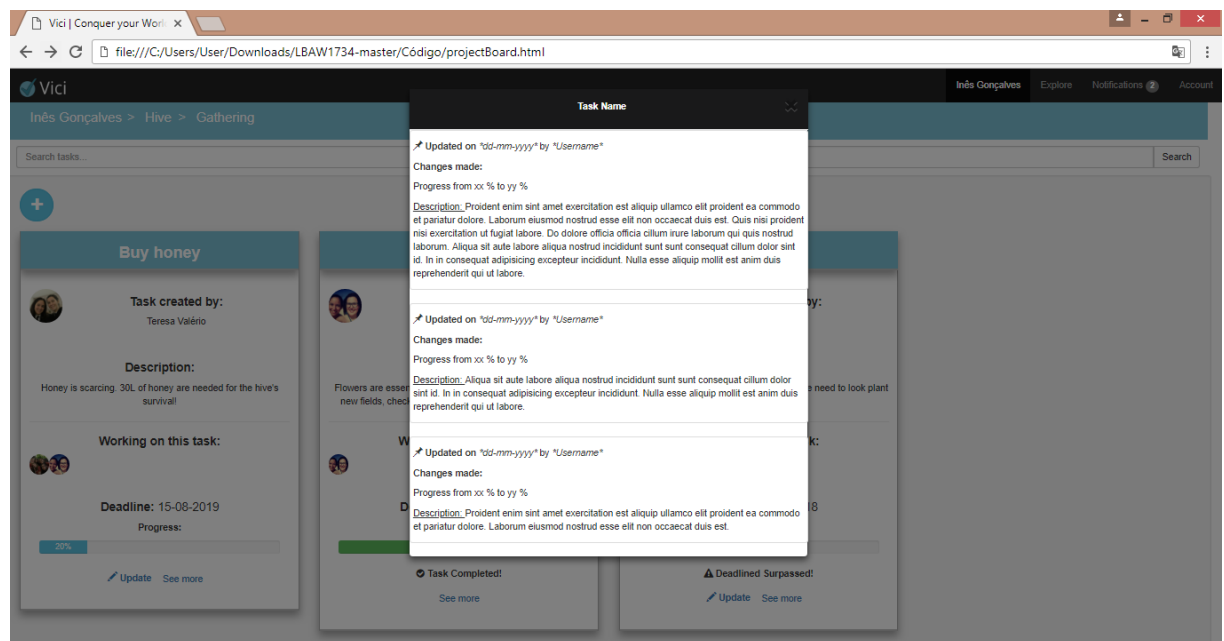 Vici | Conquer your Work
file:///C:/Users/User/Downloads/LBAW1734-master/Código/projectBoard.html
Vici
Inês Gonçalves
Explore
Notifications 2
Account
Inês Gonçalves > Hive > Gathering
Search tasks...
Search
Buy honey
Task created by:
Teresa Valério
Description:
Honey is scarcing. 30L of honey are needed for the hive's
survival!
Working on this task:
Deadline: 15-08-2019
Progress:
20%
Update See more
Flowers are
new fields,
Task Completed!
See more
by:
need to look plant
k:
8
Deadlined Surpassed!
Update See more
Task Name
Updated on "dd-mm-yyyy" by "Username"
Changes made:
Progress from xx % to yy %
Description: Proident enim sint amet exercitation est aliquip ullamco elit proident ea commodo
et pariatur dolore. Laborum eiusmod nostrud esse elit non occaecat duis est. Quis nisi proident
nisi exercitation ut fugiat labore. Do dolore officia officia cillum irure laborum qui quis nostrud
laborum. Aliqua sit aute labore aliqua nostrud incididunt sunt sunt consequat cillum dolor sint
id. In in consequat adipisicing excepteur incididunt. Nulla esse aliquip mollit est anim duis
reprehenderit qui ut labore.
Updated on "dd-mm-yyyy" by "Username"
Changes made:
Progress from xx % to yy %
Description: Aliqua sit aute labore aliqua nostrud incididunt sunt sunt consequat cillum dolor
sint id. In in consequat adipisicing excepteur incididunt. Nulla esse aliquip mollit est anim duis
reprehenderit qui ut labore.
Updated on "dd-mm-yyyy" by "Username"
Changes made:
Progress from xx % to yy %
Description: Proident enim sint amet exercitation est aliquip ullamco elit proident ea commodo
et pariatur dolore. Laborum eiusmod nostrud esse elit non occaecat duis est.